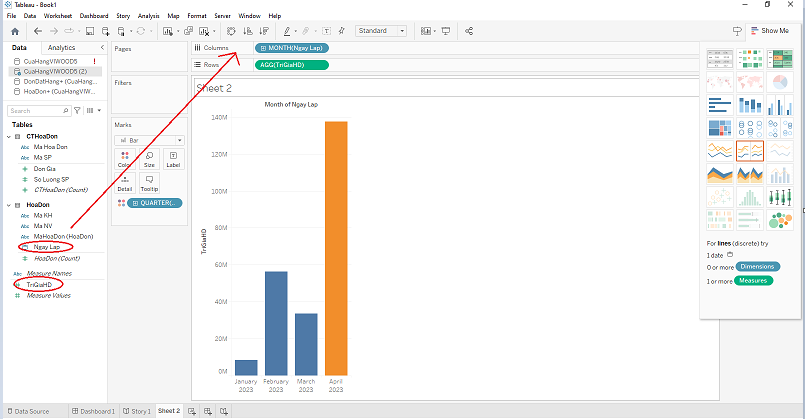 Tableau - Book1
File Data Worksheet Dashboard Story Analysis Map Format Server Window Help
Standard
Show Me
Data Analytics
CuaHangVIWOOD5
CuaHangVIWOOD5 (2)
DonDatHang+ (CuaHang...
HoaDon+ (CuaHangVIW...
Search
Tables
CTHoaDon
Abc Ma Hoa Don
Abc Ma SP
Don Gia
So Luong SP
CTHoaDon (Count)
HoaDon
Abc Ma KH
Abc Ma NV
Abc MaHoaDon (HoaDon)
Ngay Lap
HoaDon (Count)
Abc Measure Names
TriGiaHD
Measure Values
Pages
Filters
Marks
Bar
Color Size Label
Detail Tooltip
QUARTER(..
Columns MONTH(Ngay Lap)
Rows AGG(TriGiaHD)
Sheet 2
Month of Ngay Lap
TriGiaHD
140M
120M
100M
80M
60M
40M
20M
0M
January 2023
February 2023
March 2023
April 2023
For lines (discrete) try
1 date
0 or more Dimensions
1 or more Measures
Data Source Dashboard 1 Story 1 Sheet 2